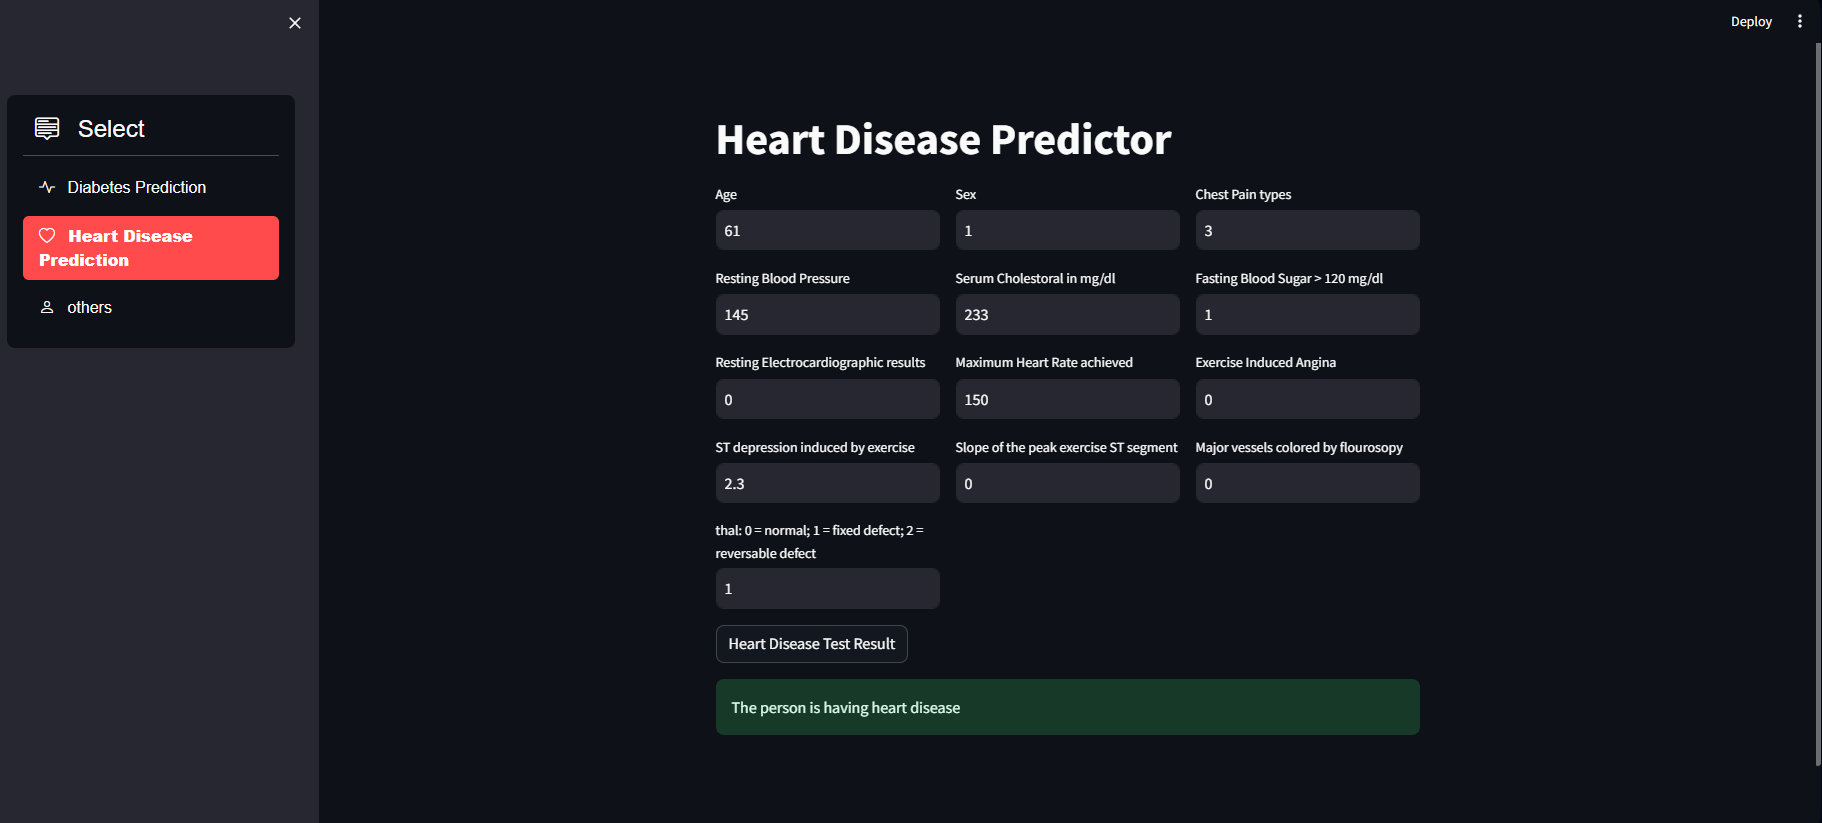 Deploy
Select
Diabetes Prediction
Heart Disease
Prediction
others
Heart Disease Predictor
Age
Sex
Chest Pain types
61
1
3
Resting Blood Pressure
Serum Cholestoral in mg/dl
Fasting Blood Sugar > 120 mg/dl
145
233
1
Resting Electrocardiographic results
Maximum Heart Rate achieved
Exercise Induced Angina
0
150
0
ST depression induced by exercise
Slope of the peak exercise ST segment
Major vessels colored by flourosopy
2.3
0
0
thal: 0 = normal; 1 = fixed defect; 2 =
reversable defect
1
Heart Disease Test Result
The person is having heart disease